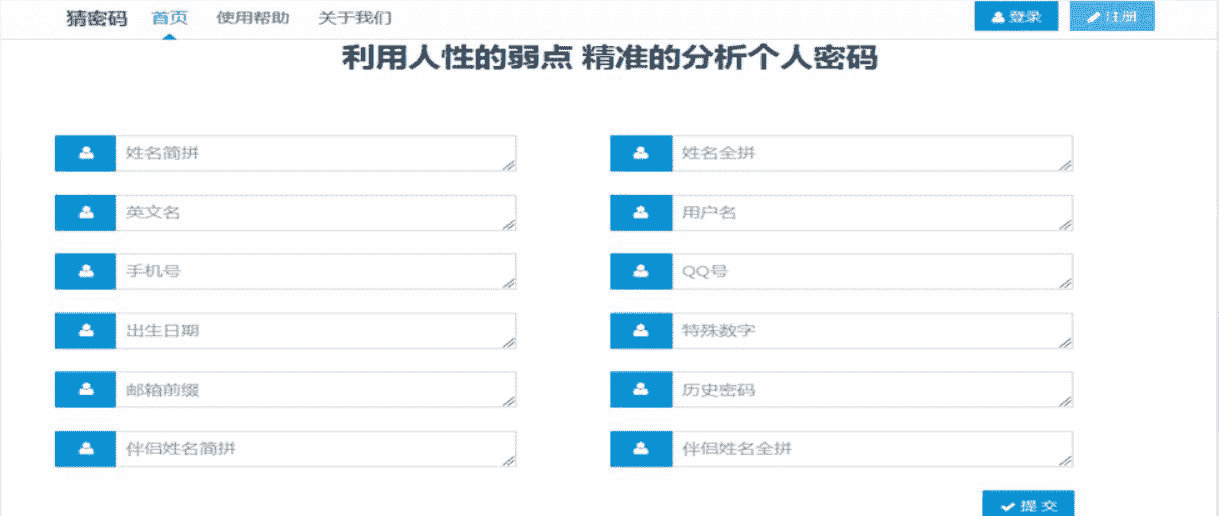 猜密码 首页 使用帮助 关于我们 登录 注册
利用人性的弱点 精准的分析个人密码
姓名简拼 姓名全拼
英文名 用户名
手机号 QQ号
出生日期 特殊数字
邮箱前缀 历史密码
伴侣姓名简拼 伴侣姓名全拼
提交